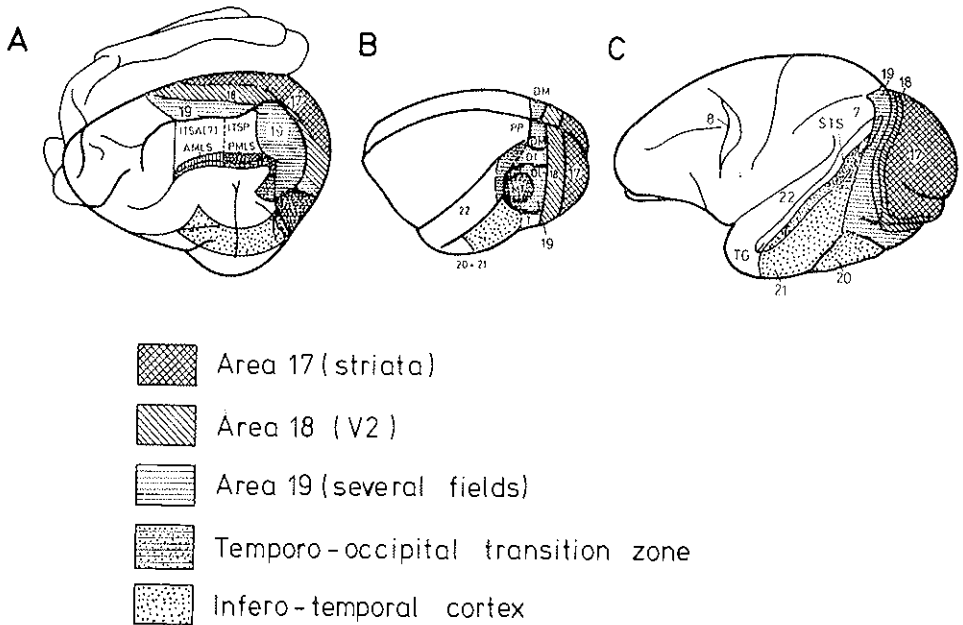 A
B
C
18
17
19
19
ITSA(7) ITSP
AMLS PMLS
DM
PP
DM
DI
18
17
22
19
20+21
19
18
8
7
STS
17
22
TG
21
20
Area 17 (striata)
Area 18 (V2)
Area 19 (several fields)
Temporo-occipital transition zone
Infero-temporal cortex